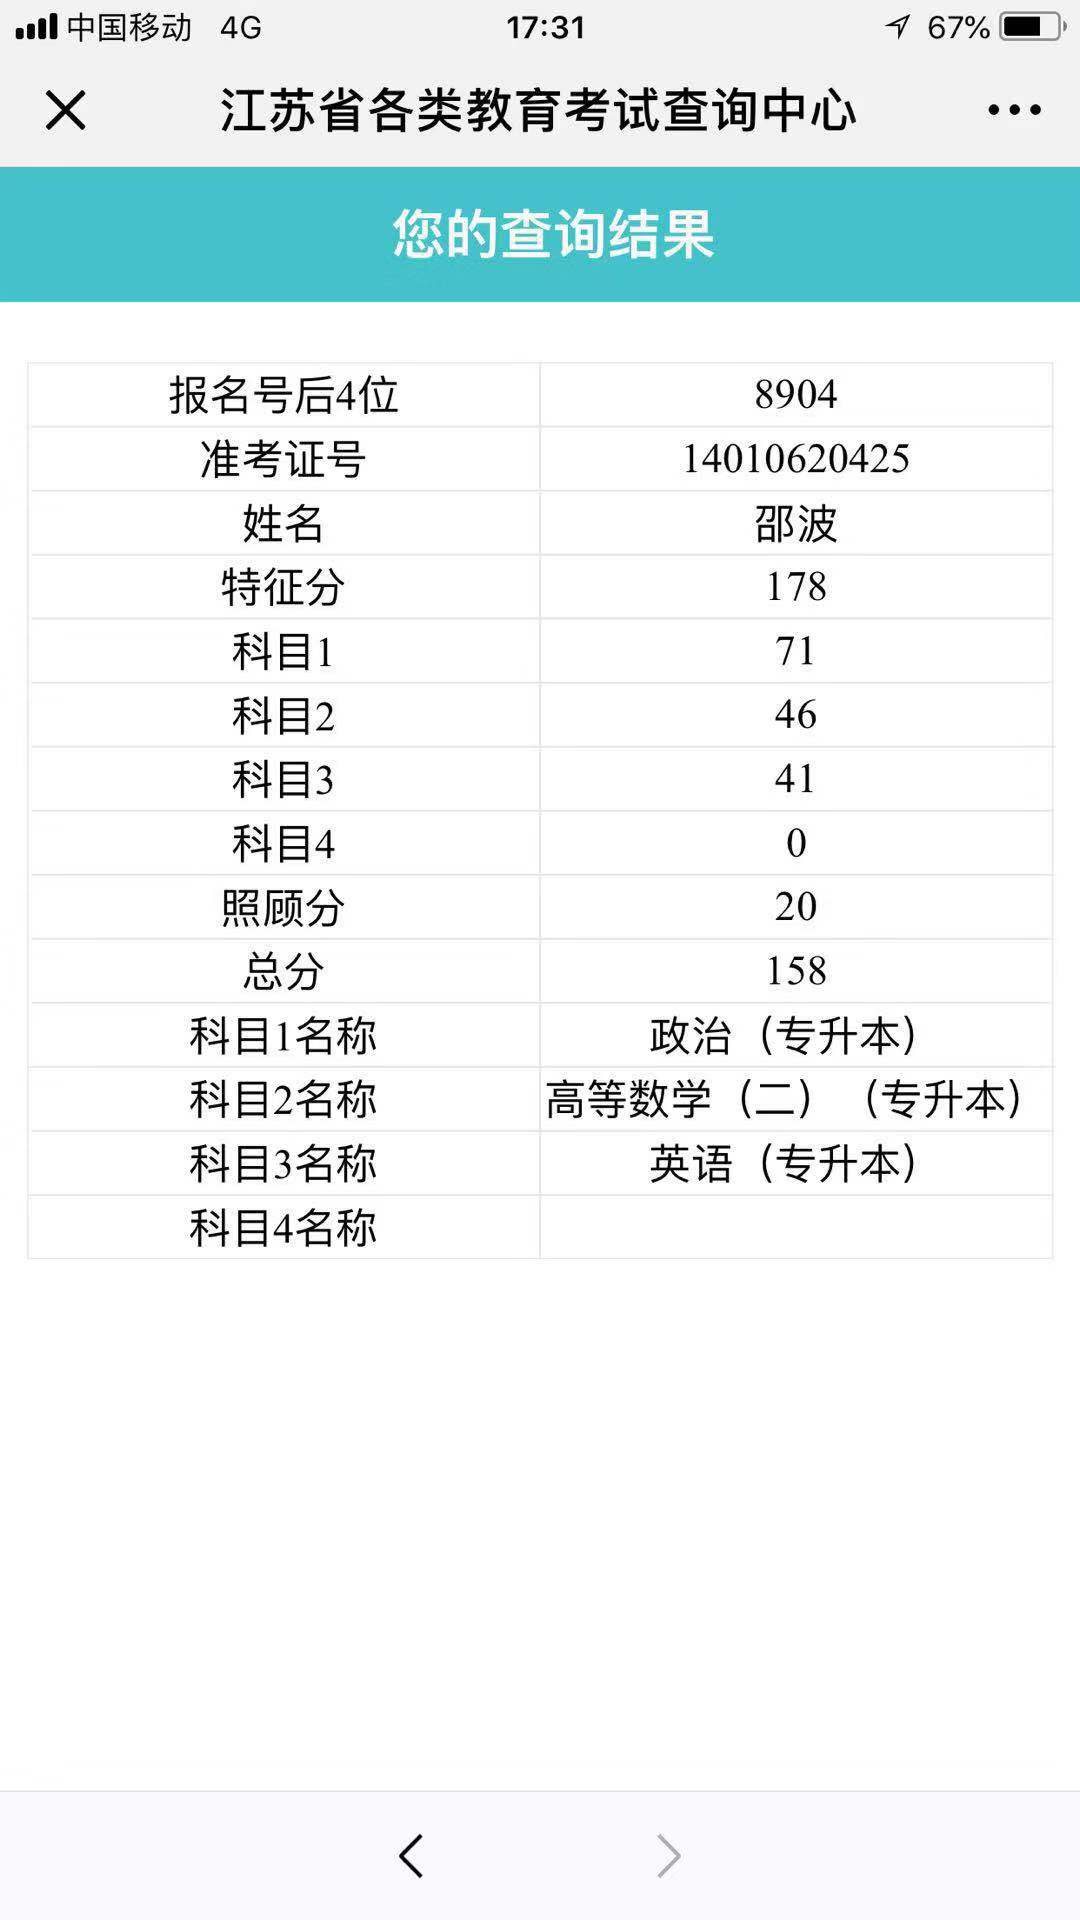 中国移动 4G 17:31 67%
江苏省各类教育考试查询中心
您的查询结果
报名号后4位 8904
准考证号 14010620425
姓名 邵波
特征分 178
科目1 71
科目2 46
科目3 41
科目4 0
照顾分 20
总分 158
科目1名称 政治（专升本）
科目2名称 高等数学（二）（专升本）
科目3名称 英语（专升本）
科目4名称